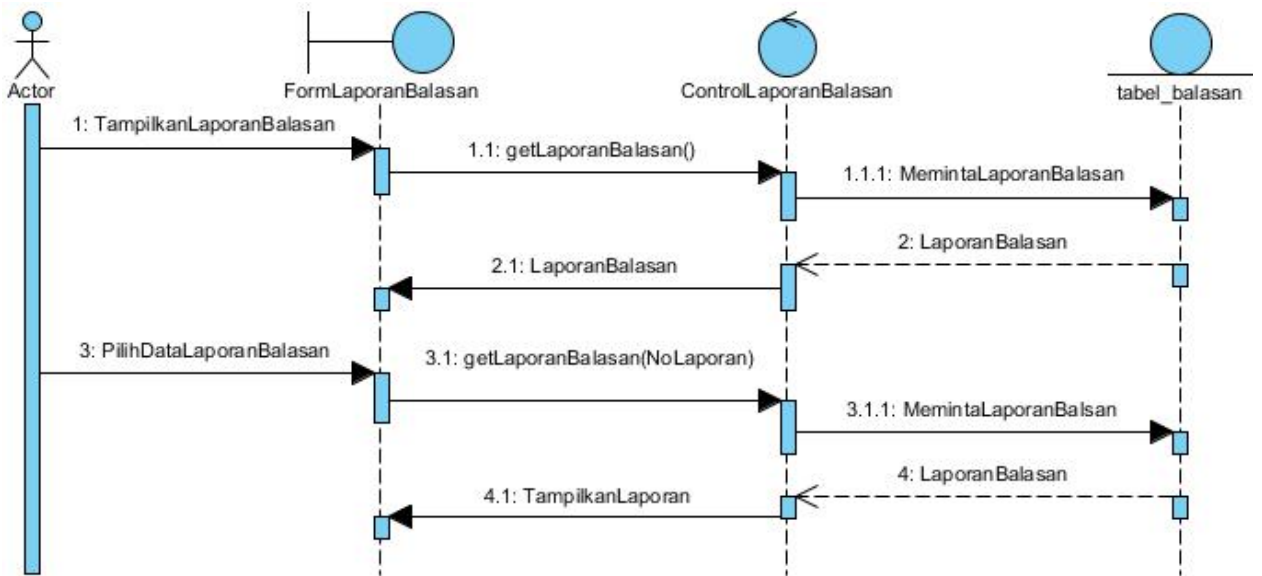 Actor
FormLaporanBalasan
ControlLaporanBalasan
tabel_balasan
1: TampilkanLaporanBalasan
1.1: getLaporanBalasan()
1.1.1: MemintaLaporanBalasan
2: LaporanBalasan
2.1: LaporanBalasan
3: PilihDataLaporanBalasan
3.1: getLaporanBalasan(NoLaporan)
3.1.1: MemintaLaporanBalsan
4: LaporanBalasan
4.1: TampilkanLaporan